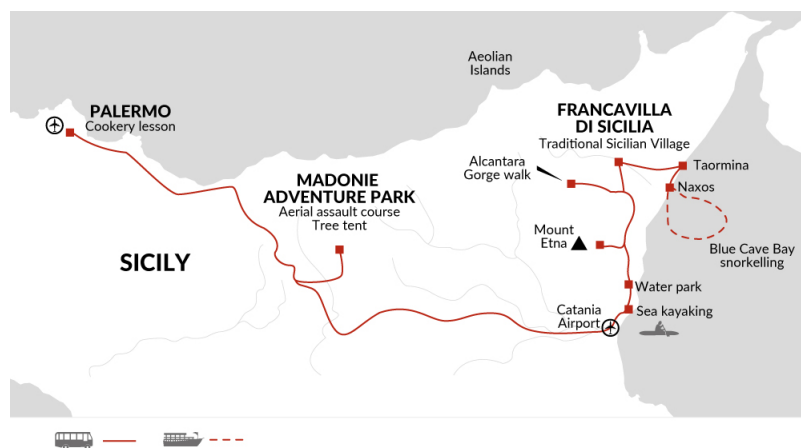 Aeolian
Islands
PALERMO
Cookery lesson
FRANCAVILLA
DI SICILIA
Traditional Sicilian Village
Alcantara
Gorge walk
Taormina
Naxos
MADONIE
ADVENTURE PARK
Aerial assault course
Tree tent
Mount
Etna
Blue Cave Bay
snorkelling
SICILY
Water park
Catania
Airport
Sea kayaking